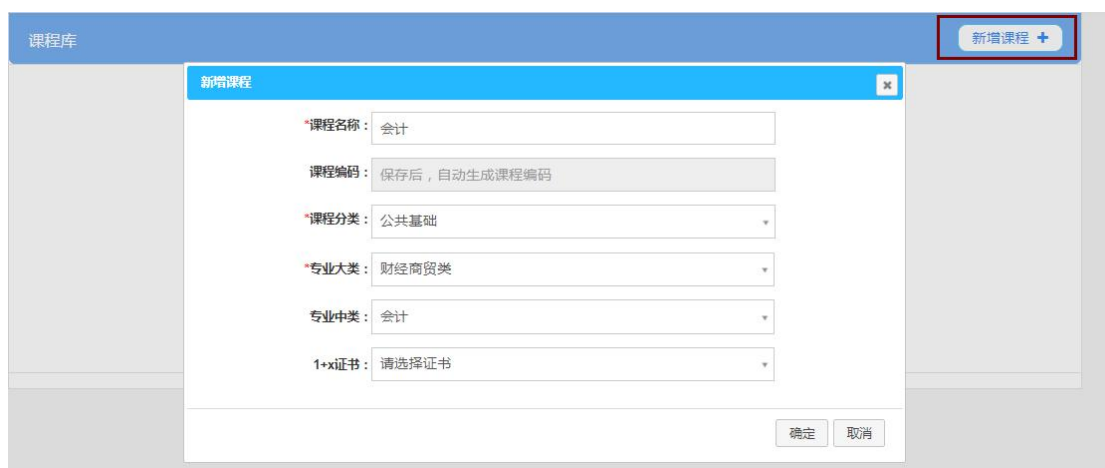 课程库
新增课程 +
新增课程
*课程名称： 会计
课程编码： 保存后，自动生成课程编码
*课程分类： 公共基础
*专业大类： 财经商贸类
专业中类： 会计
1+x证书： 请选择证书
确定 取消